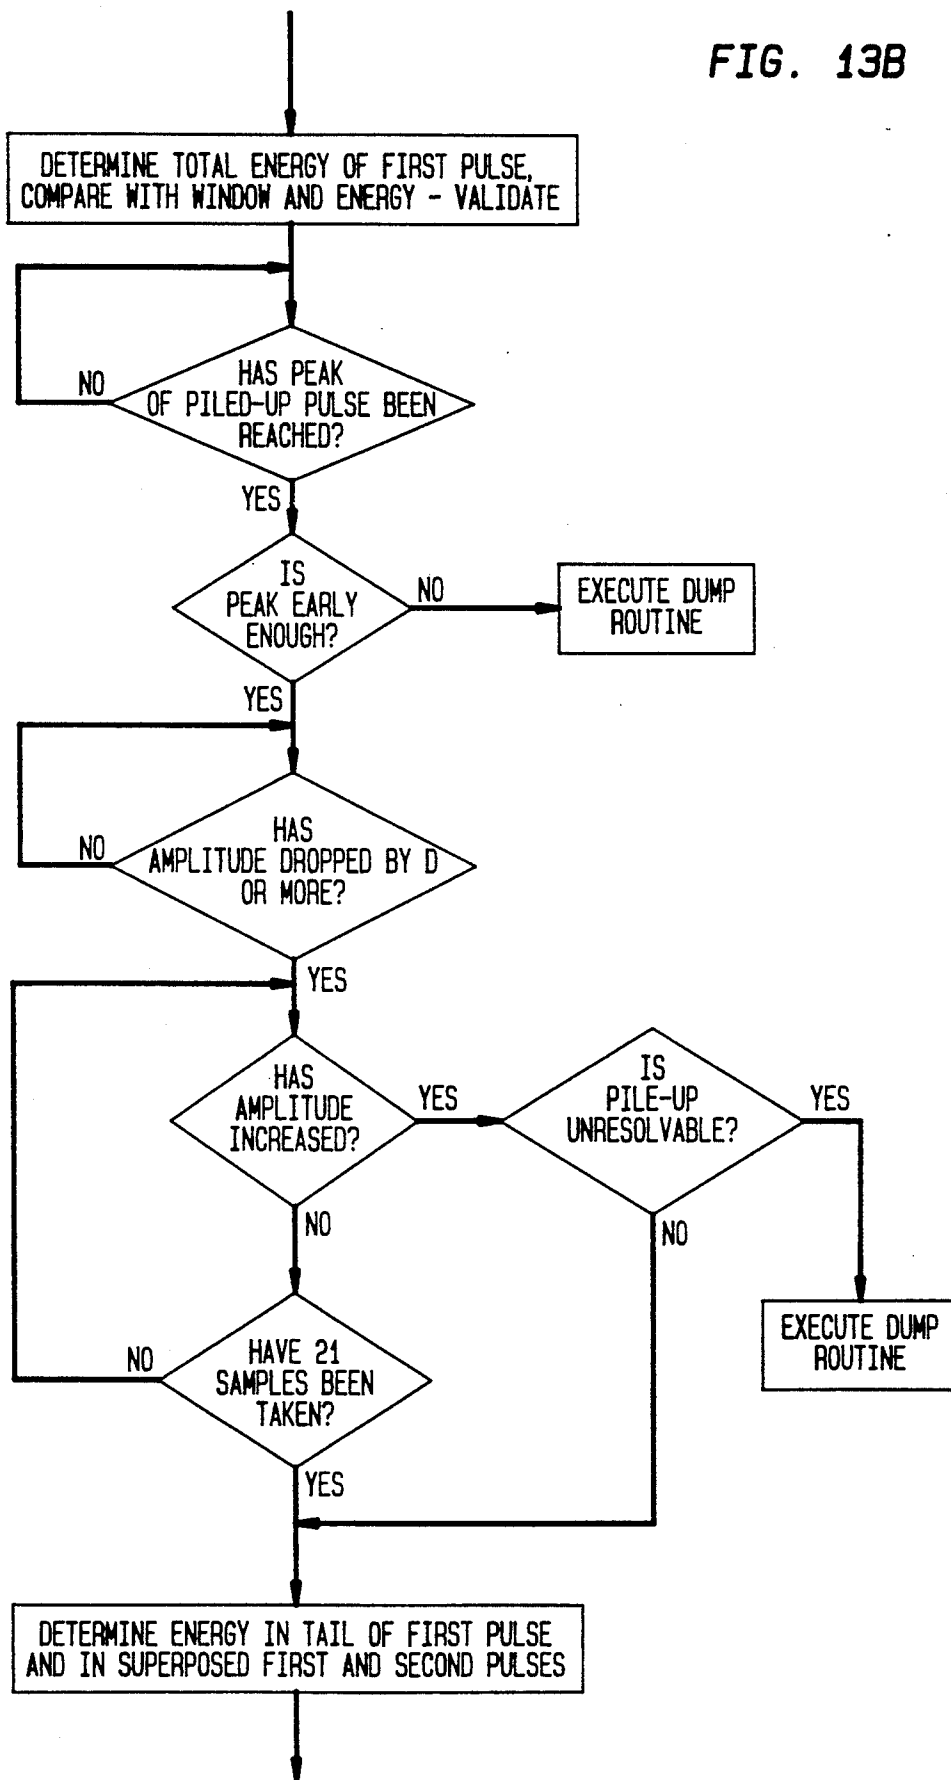 FIG. 13B
DETERMINE TOTAL ENERGY OF FIRST PULSE,
COMPARE WITH WINDOW AND ENERGY - VALIDATE
HAS PEAK
OF PILED-UP PULSE BEEN
REACHED?
NO
YES
IS
PEAK EARLY
ENOUGH?
NO
EXECUTE DUMP
ROUTINE
YES
HAS
AMPLITUDE DROPPED BY D
OR MORE?
NO
YES
HAS
AMPLITUDE
INCREASED?
YES
IS
PILE-UP
UNRESOLVABLE?
YES
NO
NO
EXECUTE DUMP
ROUTINE
HAVE 21
SAMPLES BEEN
TAKEN?
NO
YES
DETERMINE ENERGY IN TAIL OF FIRST PULSE
AND IN SUPERPOSED FIRST AND SECOND PULSES